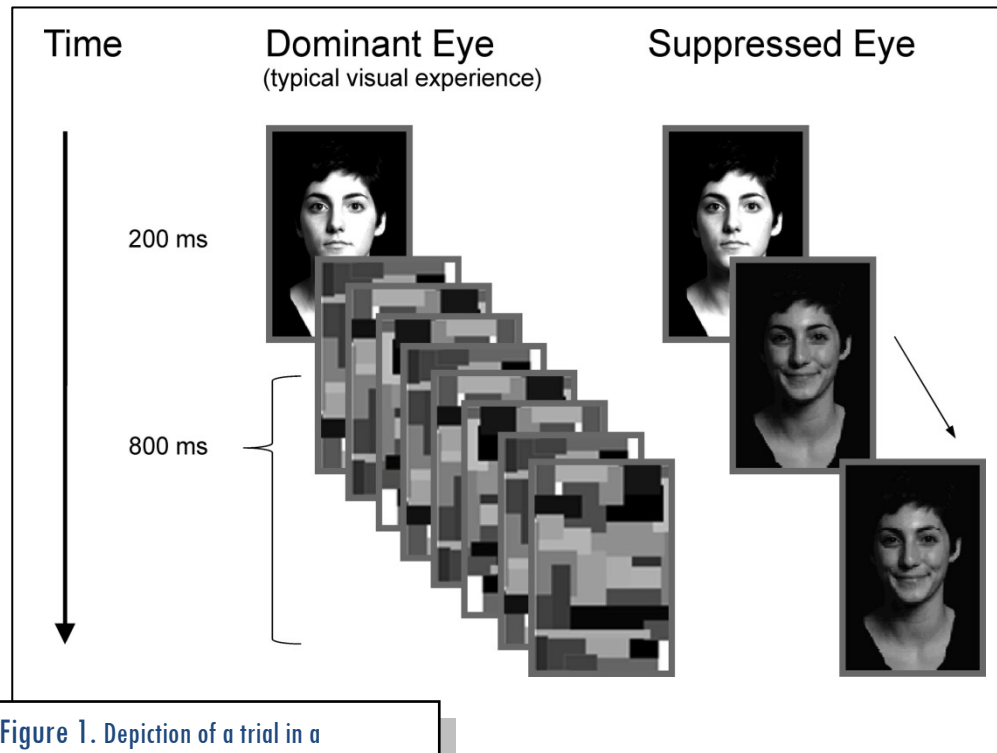 Time
Dominant Eye
(typical visual experience)
Suppressed Eye
200 ms
800 ms
Figure 1. Depiction of a trial in a